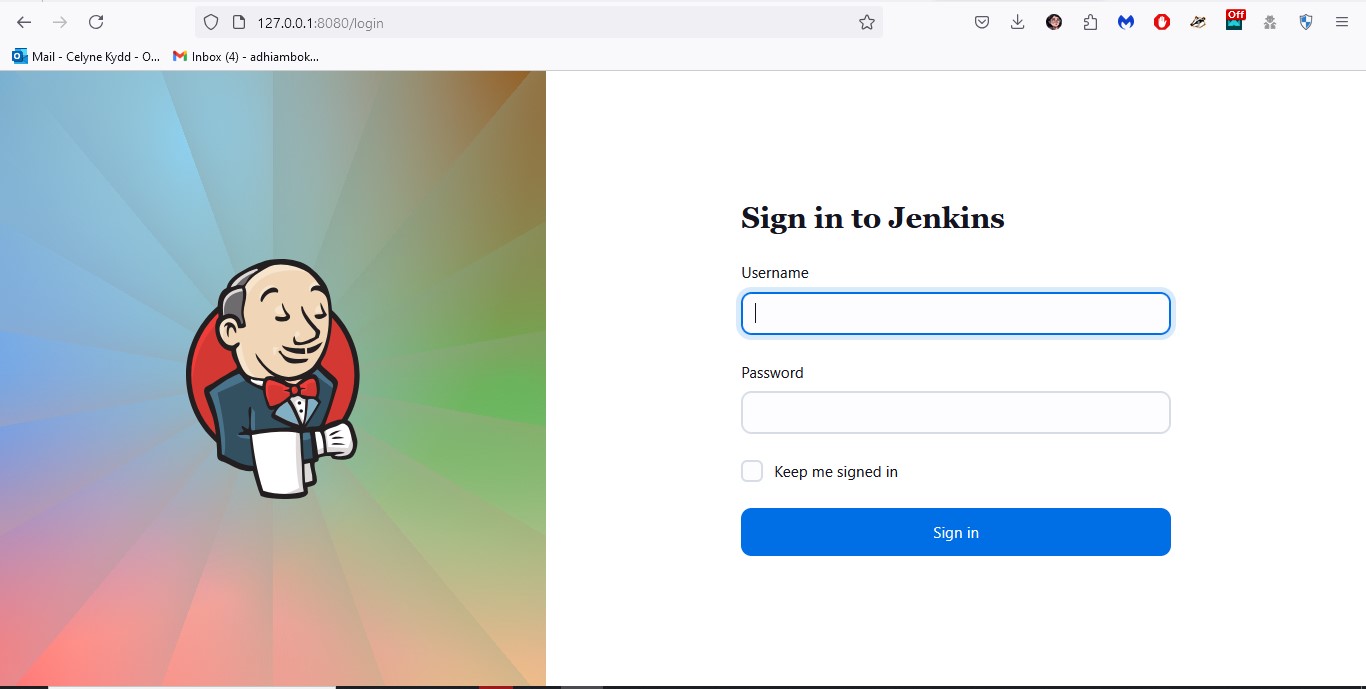 127.0.0.1:8080/login
Off
Mail - Celyne Kydd - O...
Inbox (4) - adhiambok...
Sign in to Jenkins
Username
Password
Keep me signed in
Sign in